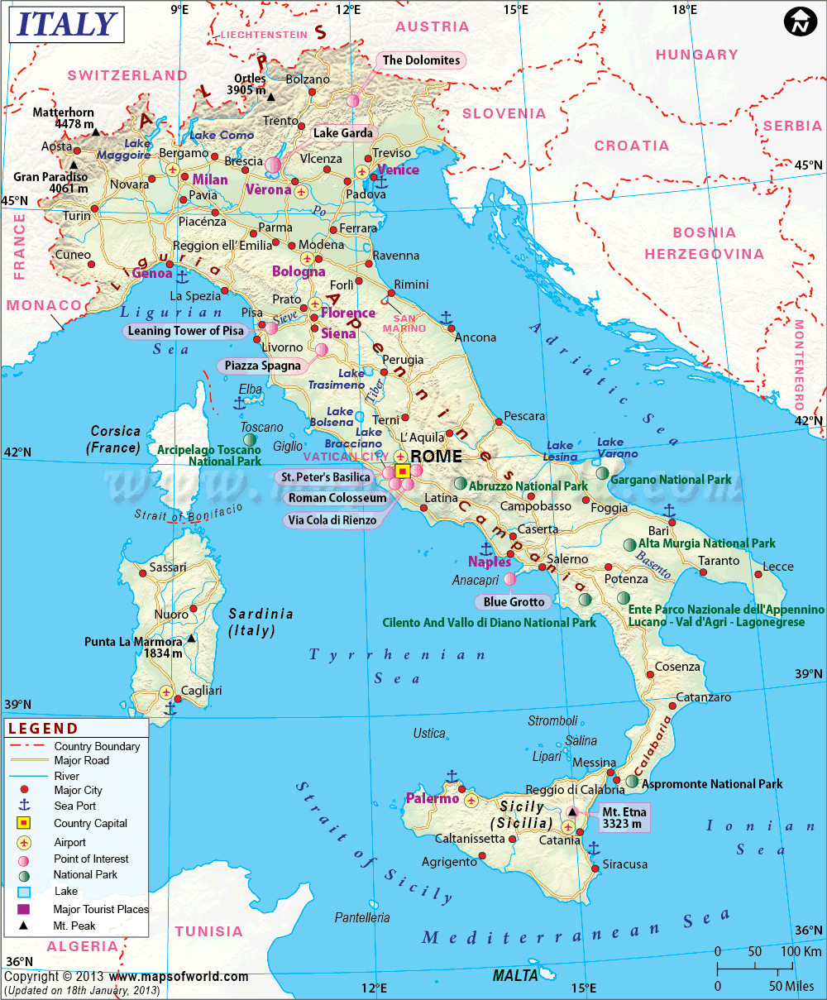 ITALY
9°E
12°E
15°E
18°E
N
LIECHTENSTEIN
AUSTRIA
HUNGARY
SWITZERLAND
SLOVENIA
CROATIA
SERBIA
BOSNIA
HERZEGOVINA
MONTENEGRO
FRANCE
MONACO
ALPS
The Dolomites
Ortles
3905 m
Bolzano
Matterhorn
4478 m
Trento
Lake Garda
Lake Como
Aosta
Lake
Maggoire
Bergamo
Brescia
VIcenza
Treviso
Venice
Gran Paradiso
4061 m
Novara
Milan
Vèrona
Padova
45°N
45°N
Pavia
Po
Turin
Piacénza
Parma
Ferrara
Reggion ell' Emilia
Modena
Cuneo
Liguria
Genoa
Bologna
Ravenna
La Spezia
Forlì
Rimini
Prato
Apennines
SAN
MARINO
Ligurian
Sea
Pisa
Sieve
Florence
Leaning Tower of Pisa
Siena
Ancona
Livorno
Piazza Spagna
Perugia
Adriatic Sea
Lake
Trasimeno
Tiber
Elba
Lake
Bolsena
Terni
Pescara
Corsica
(France)
Toscano
Giglio
Lake
Bracciano
L'Aquila
42°N
42°N
Arcipelago Toscano
National Park
VATICAN CITY
ROME
Lake
Lesina
Lake
Varano
St. Peter's Basilica
Abruzzo National Park
Gargano National Park
Roman Colosseum
Latina
Campobasso
Foggia
Strait of Bonifacio
Via Cola di Rienzo
Campania
Caserta
Bari
Alta Murgia National Park
Sassari
Naples
Salerno
Basento
Taranto
Lecce
Anacapri
Potenza
Blue Grotto
Nuoro
Sardinia
(Italy)
Cilento And Vallo di Diano National Park
Ente Parco Nazionale dell'Appennino
Lucano - Val d'Agri - Lagonegrese
Punta La Marmora
1834 m
Tyrrhenian
Sea
Cosenza
39°N
39°N
Cagliari
Catanzaro
Calabaria
Ustica
Stromboli
Salina
Lipari
Messina
Reggio di Calabria
Aspromonte National Park
Palermo
Sicily
(Sicilia)
Mt. Etna
3323 m
Caltanissetta
Catania
Ionian
Sea
Agrigento
Siracusa
Strait of Sicily
Pantelleria
Mediterranean Sea
LEGEND
Country Boundary
Major Road
River
Major City
Sea Port
Country Capital
Airport
Point of Interest
National Park
Lake
Major Tourist Places
Mt. Peak
ALGERIA
TUNISIA
36°N
36°N
MALTA
0 50 100 Km
0 50 Miles
12°E
15°E
Copyright © 2013 www.mapsofworld.com
(Updated on 18th January, 2013)